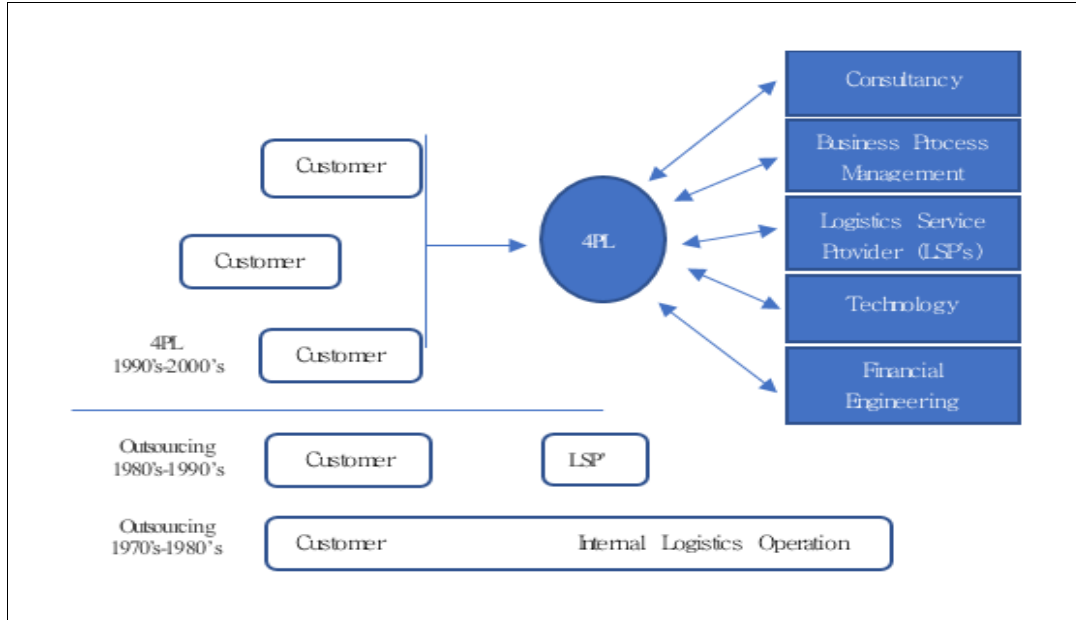 Consultancy
Business Process
Management
Customer
Customer
4PL
Logistics Service
Provider (LSP's)
Technology
4PL
1990's-2000's
Customer
Financial
Engineering
Outsourcing
1980's-1990's
Customer
LSP'
Outsourcing
1970's-1980's
Customer
Internal Logistics Operation